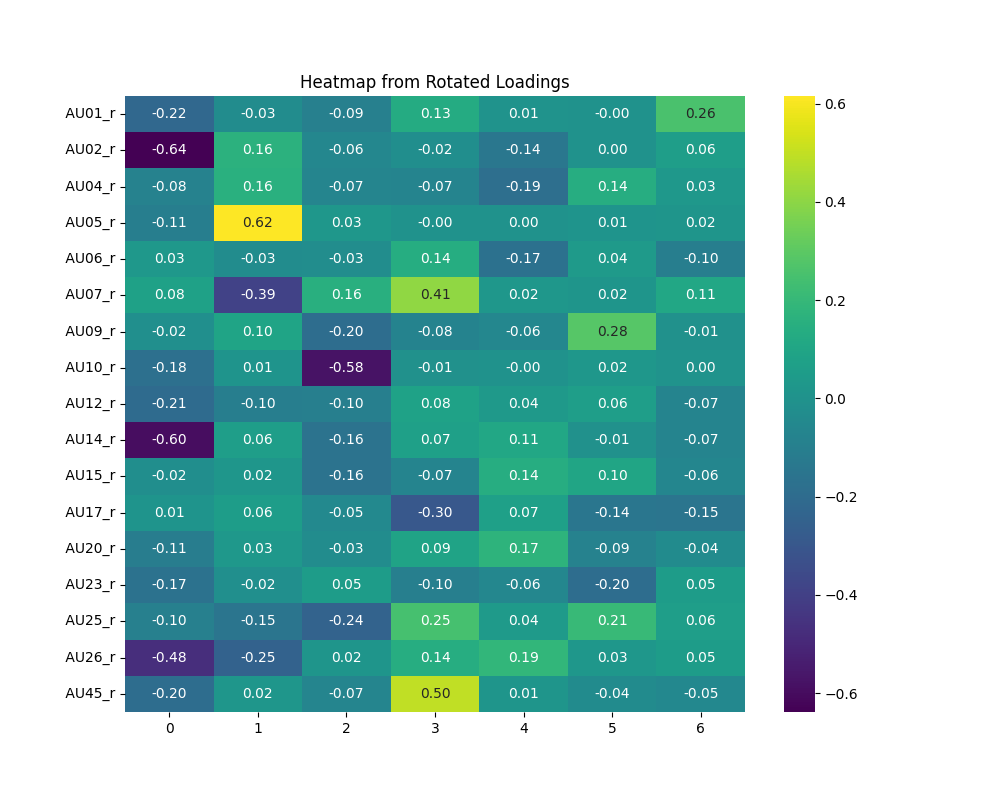 Heatmap from Rotated Loadings
AU01_r -0.22 -0.03 -0.09 0.13 0.01 -0.00 0.26
AU02_r -0.64 0.16 -0.06 -0.02 -0.14 0.00 0.06
AU04_r -0.08 0.16 -0.07 -0.07 -0.19 0.14 0.03
AU05_r -0.11 0.62 0.03 -0.00 0.00 0.01 0.02
AU06_r 0.03 -0.03 -0.03 0.14 -0.17 0.04 -0.10
AU07_r 0.08 -0.39 0.16 0.41 0.02 0.02 0.11
AU09_r -0.02 0.10 -0.20 -0.08 -0.06 0.28 -0.01
AU10_r -0.18 0.01 -0.58 -0.01 -0.00 0.02 0.00
AU12_r -0.21 -0.10 -0.10 0.08 0.04 0.06 -0.07
AU14_r -0.60 0.06 -0.16 0.07 0.11 -0.01 -0.07
AU15_r -0.02 0.02 -0.16 -0.07 0.14 0.10 -0.06
AU17_r 0.01 0.06 -0.05 -0.30 0.07 -0.14 -0.15
AU20_r -0.11 0.03 -0.03 0.09 0.17 -0.09 -0.04
AU23_r -0.17 -0.02 0.05 -0.10 -0.06 -0.20 0.05
AU25_r -0.10 -0.15 -0.24 0.25 0.04 0.21 0.06
AU26_r -0.48 -0.25 0.02 0.14 0.19 0.03 0.05
AU45_r -0.20 0.02 -0.07 0.50 0.01 -0.04 -0.05
0 1 2 3 4 5 6
0.6
0.4
0.2
0.0
−0.2
−0.4
−0.6